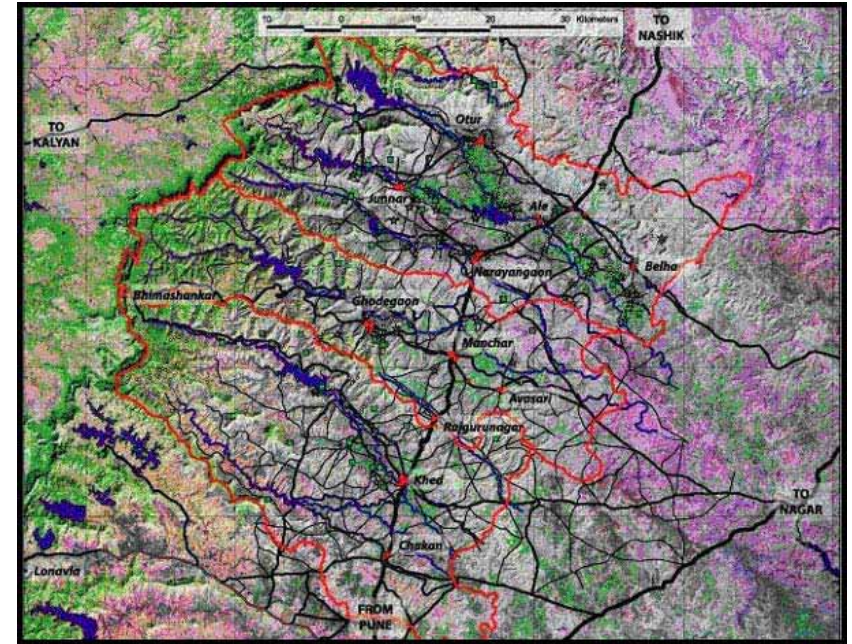 10 0 10 20 30 Kilometers
TO
NASHIK
TO
KALYAN
Otur
Junnar
Ale
Narayangaon
Belha
Bhimashankar
Ghodegaon
Manchar
Avasari
Rajgurunagar
Khed
TO
NAGAR
Chakan
Lonavla
FROM
PUNE